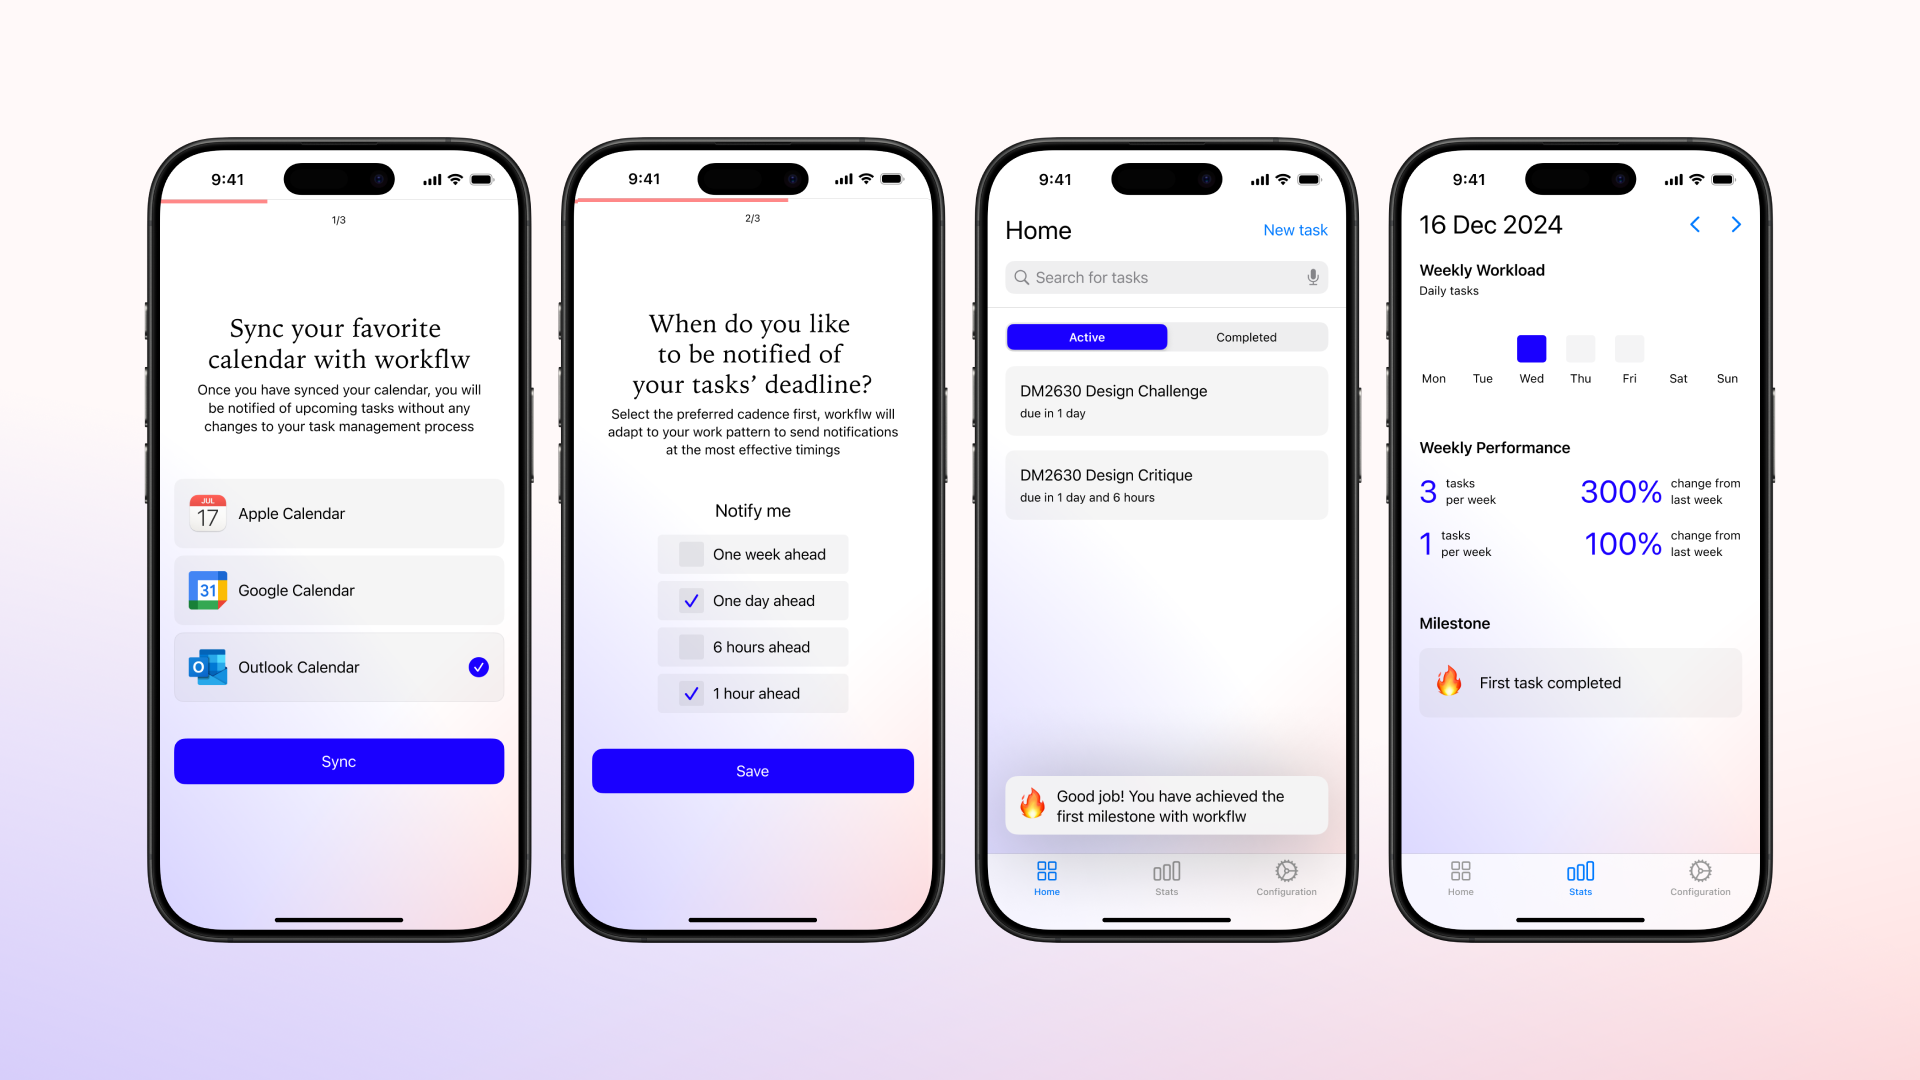 9:41
1/3
Sync your favorite
calendar with workflw
Once you have synced your calendar, you will
be notified of upcoming tasks without any
changes to your task management process
JUL
17
Apple Calendar
31
Google Calendar
O
Outlook Calendar
Sync
9:41
2/3
When do you like
to be notified of
your tasks’ deadline?
Select the preferred cadence first, workflw will
adapt to your work pattern to send notifications
at the most effective timings
Notify me
One week ahead
One day ahead
6 hours ahead
1 hour ahead
Save
9:41
Home
New task
Search for tasks
Active
Completed
DM2630 Design Challenge
due in 1 day
DM2630 Design Critique
due in 1 day and 6 hours
Good job! You have achieved the
first milestone with workflw
Home
Stats
Configuration
9:41
16 Dec 2024
Weekly Workload
Daily tasks
Mon Tue Wed Thu Fri Sat Sun
Weekly Performance
3 tasks
per week
300% change from
last week
1 tasks
per week
100% change from
last week
Milestone
First task completed
Home
Stats
Configuration